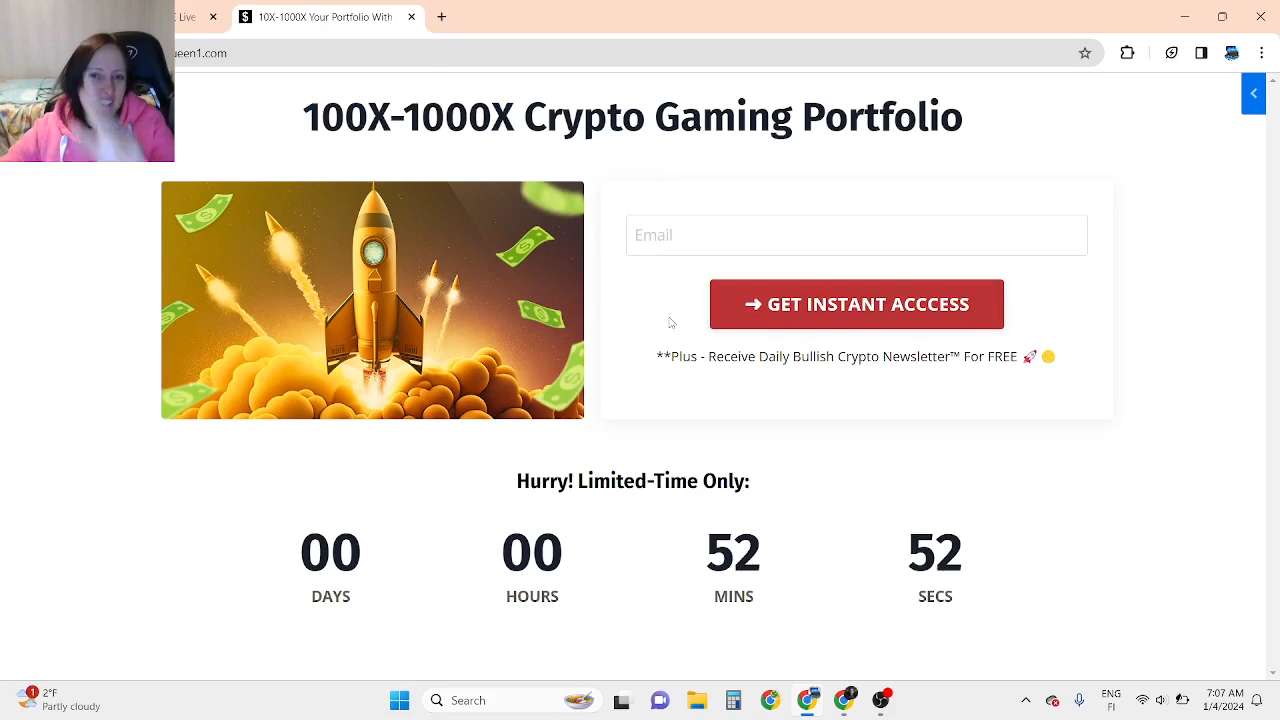 Live
10X-1000X Your Portfolio With
ueen1.com
100X-1000X Crypto Gaming Portfolio
Email
➜ GET INSTANT ACCCESS
**Plus - Receive Daily Bullish Crypto Newsletter™ For FREE 🚀 🟡
Hurry! Limited-Time Only:
00 00 52 52
DAYS HOURS MINS SECS
1
2°F
Partly cloudy
Search
ENG
FI
7:07 AM
1/4/2024